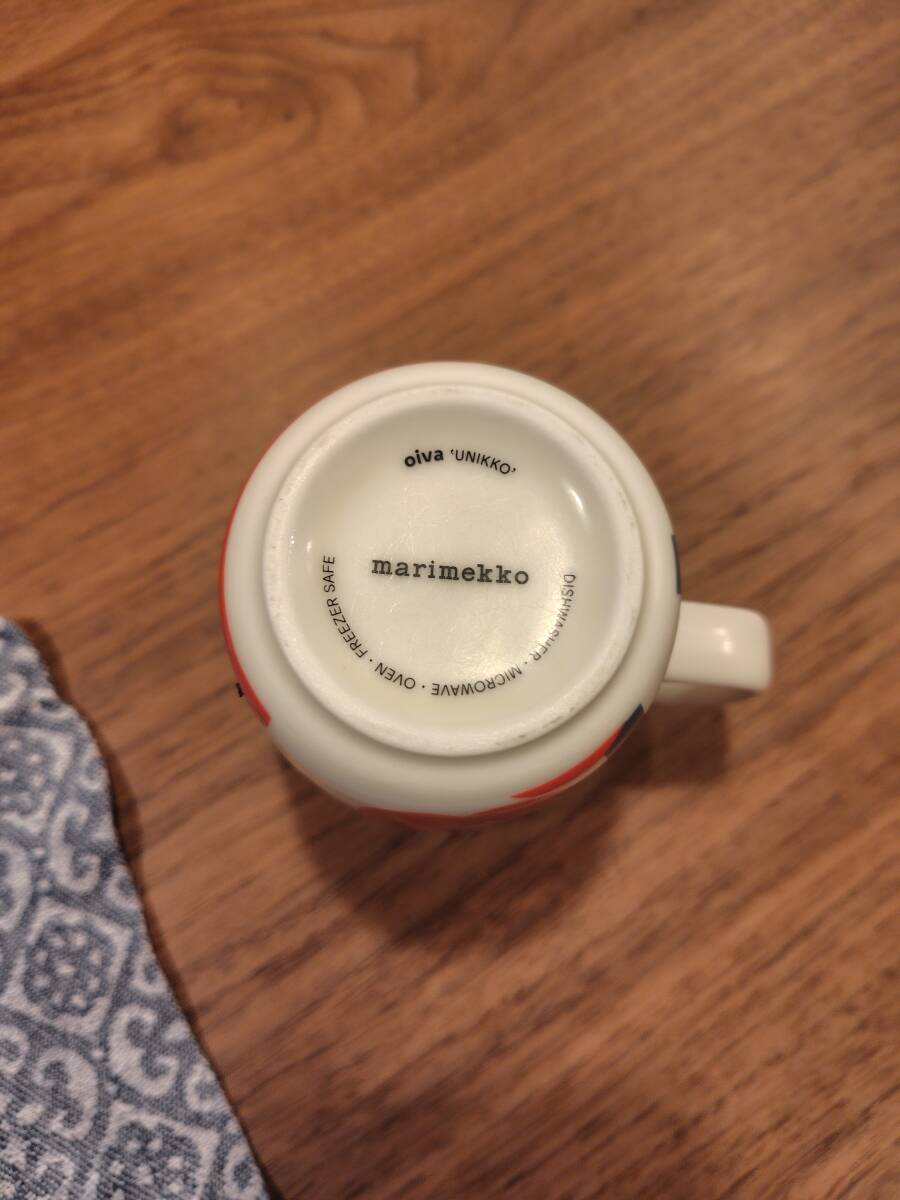 oiva ‘UNIKKO’
marimekko
DISHWASHER · MICROWAVE · OVEN · FREEZER SAFE